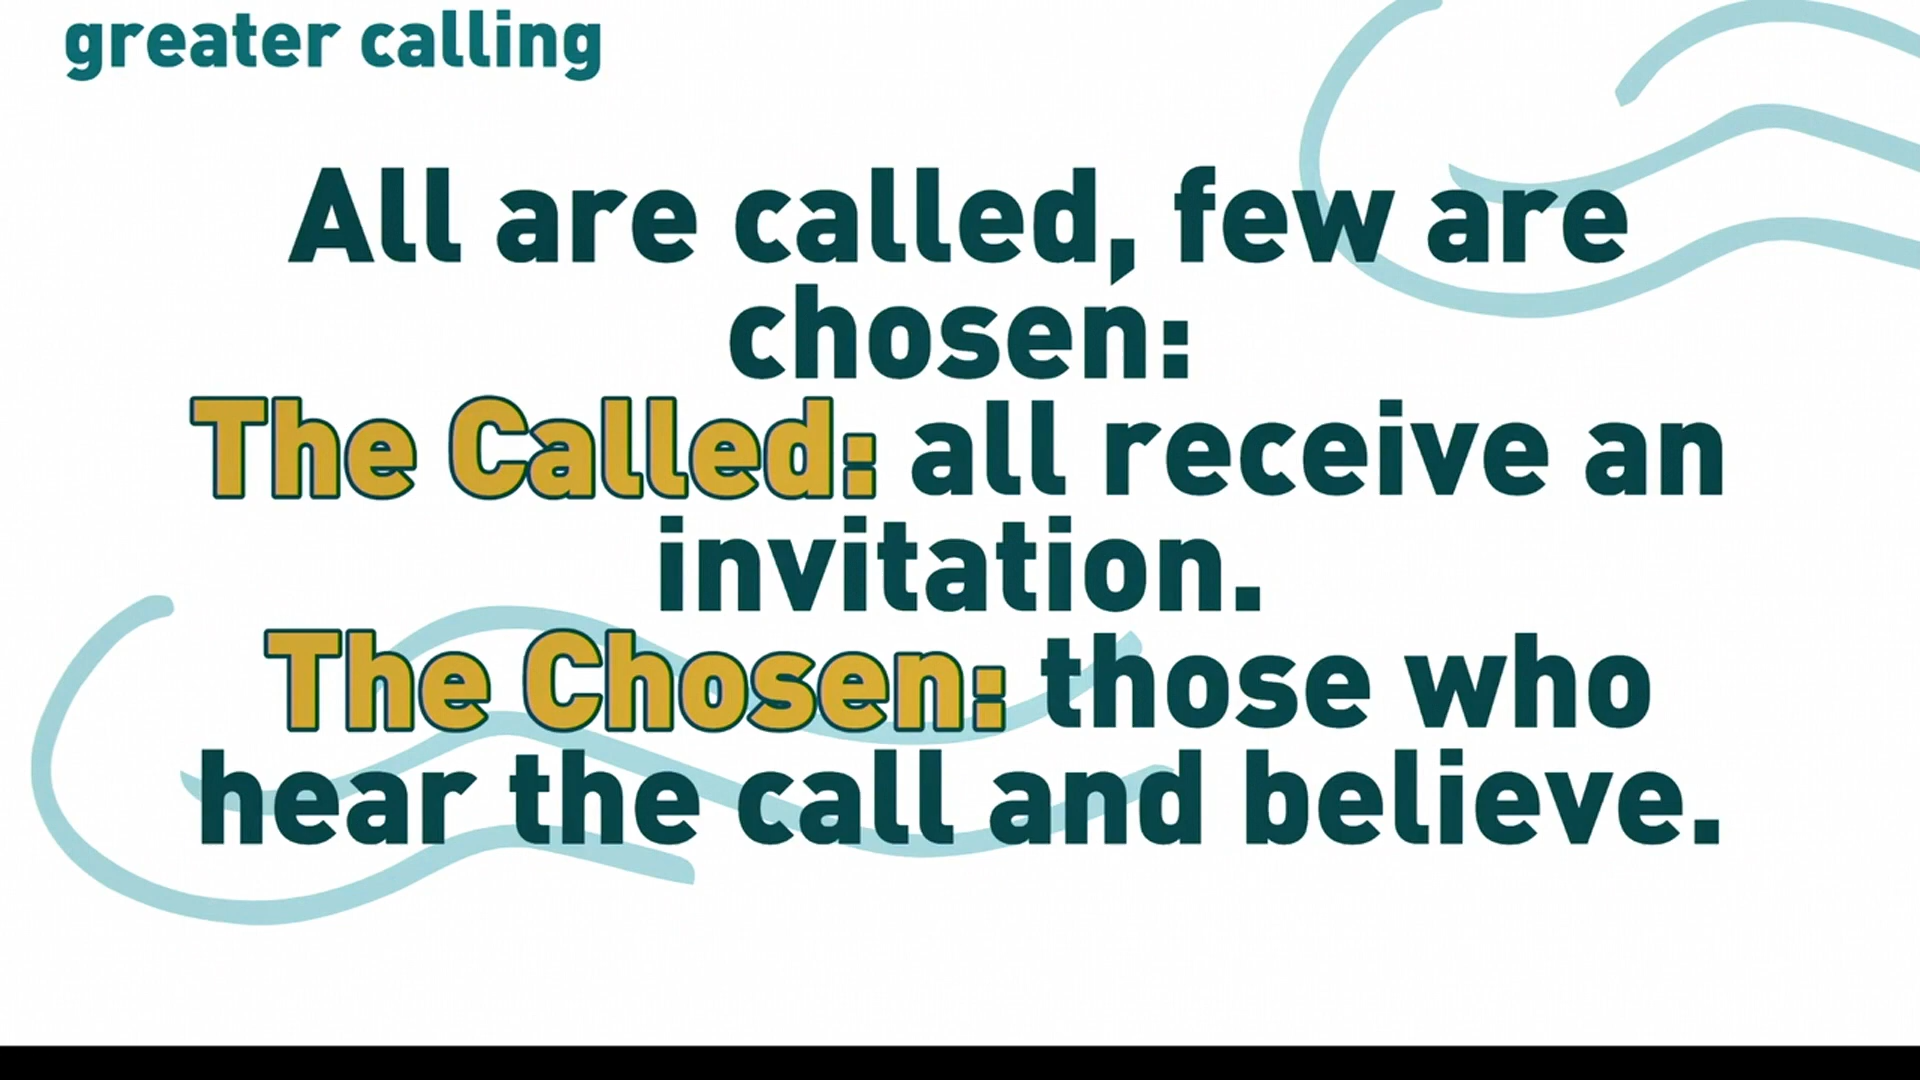 greater calling
All are called, few are
chosen:
The Called: all receive an
invitation.
The Chosen: those who
hear the call and believe.